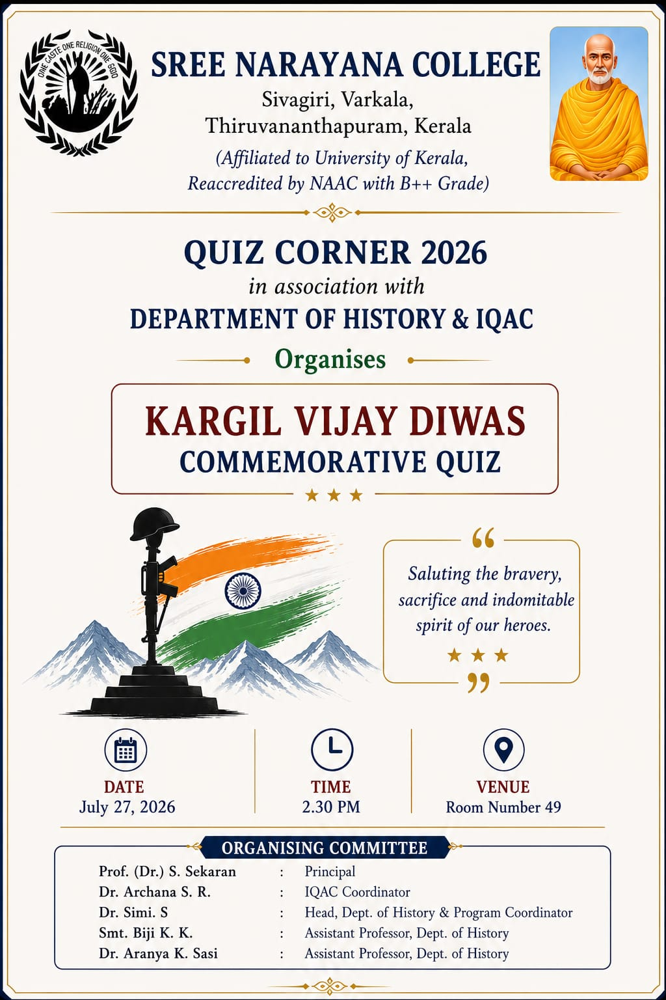 ONE CASTE ONE RELIGION ONE GOD
SREE NARAYANA COLLEGE
Sivagiri, Varkala,
Thiruvananthapuram, Kerala
(Affiliated to University of Kerala,
Reaccredited by NAAC with B++ Grade)
QUIZ CORNER 2026
in association with
DEPARTMENT OF HISTORY & IQAC
Organises
KARGIL VIJAY DIWAS
COMMEMORATIVE QUIZ
“
Saluting the bravery,
sacrifice and indomitable
spirit of our heroes.
”
DATE
July 27, 2026
TIME
2.30 PM
VENUE
Room Number 49
ORGANISING COMMITTEE
Prof. (Dr.) S. Sekaran : Principal
Dr. Archana S. R. : IQAC Coordinator
Dr. Simi. S : Head, Dept. of History & Program Coordinator
Smt. Biji K. K. : Assistant Professor, Dept. of History
Dr. Aranya K. Sasi : Assistant Professor, Dept. of History